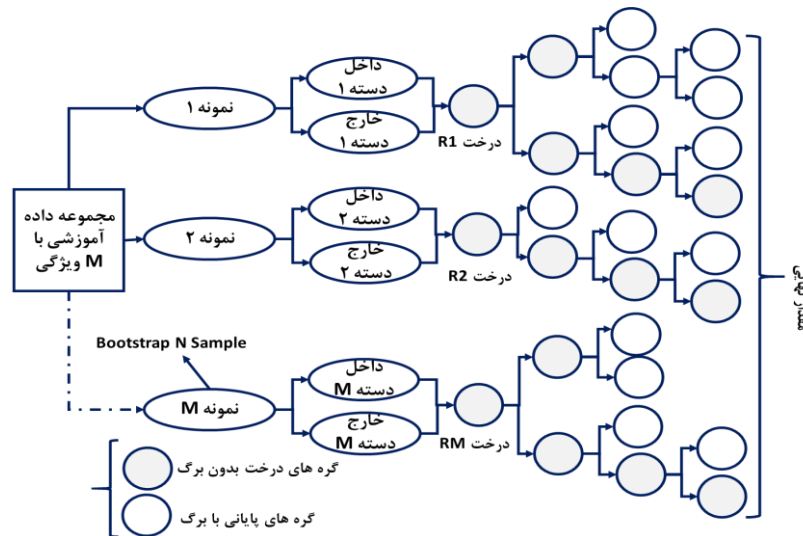 مجموعه داده
آموزشی با
M ویژگی
نمونه ۱
داخل
دسته ۱
خارج
دسته ۱
درخت R1
نمونه ۲
داخل
دسته ۲
خارج
دسته ۲
درخت R2
Bootstrap N Sample
نمونه M
داخل
دسته M
خارج
دسته M
درخت RM
مقدار نهایی
گره های درخت بدون برگ
گره های پایانی با برگ